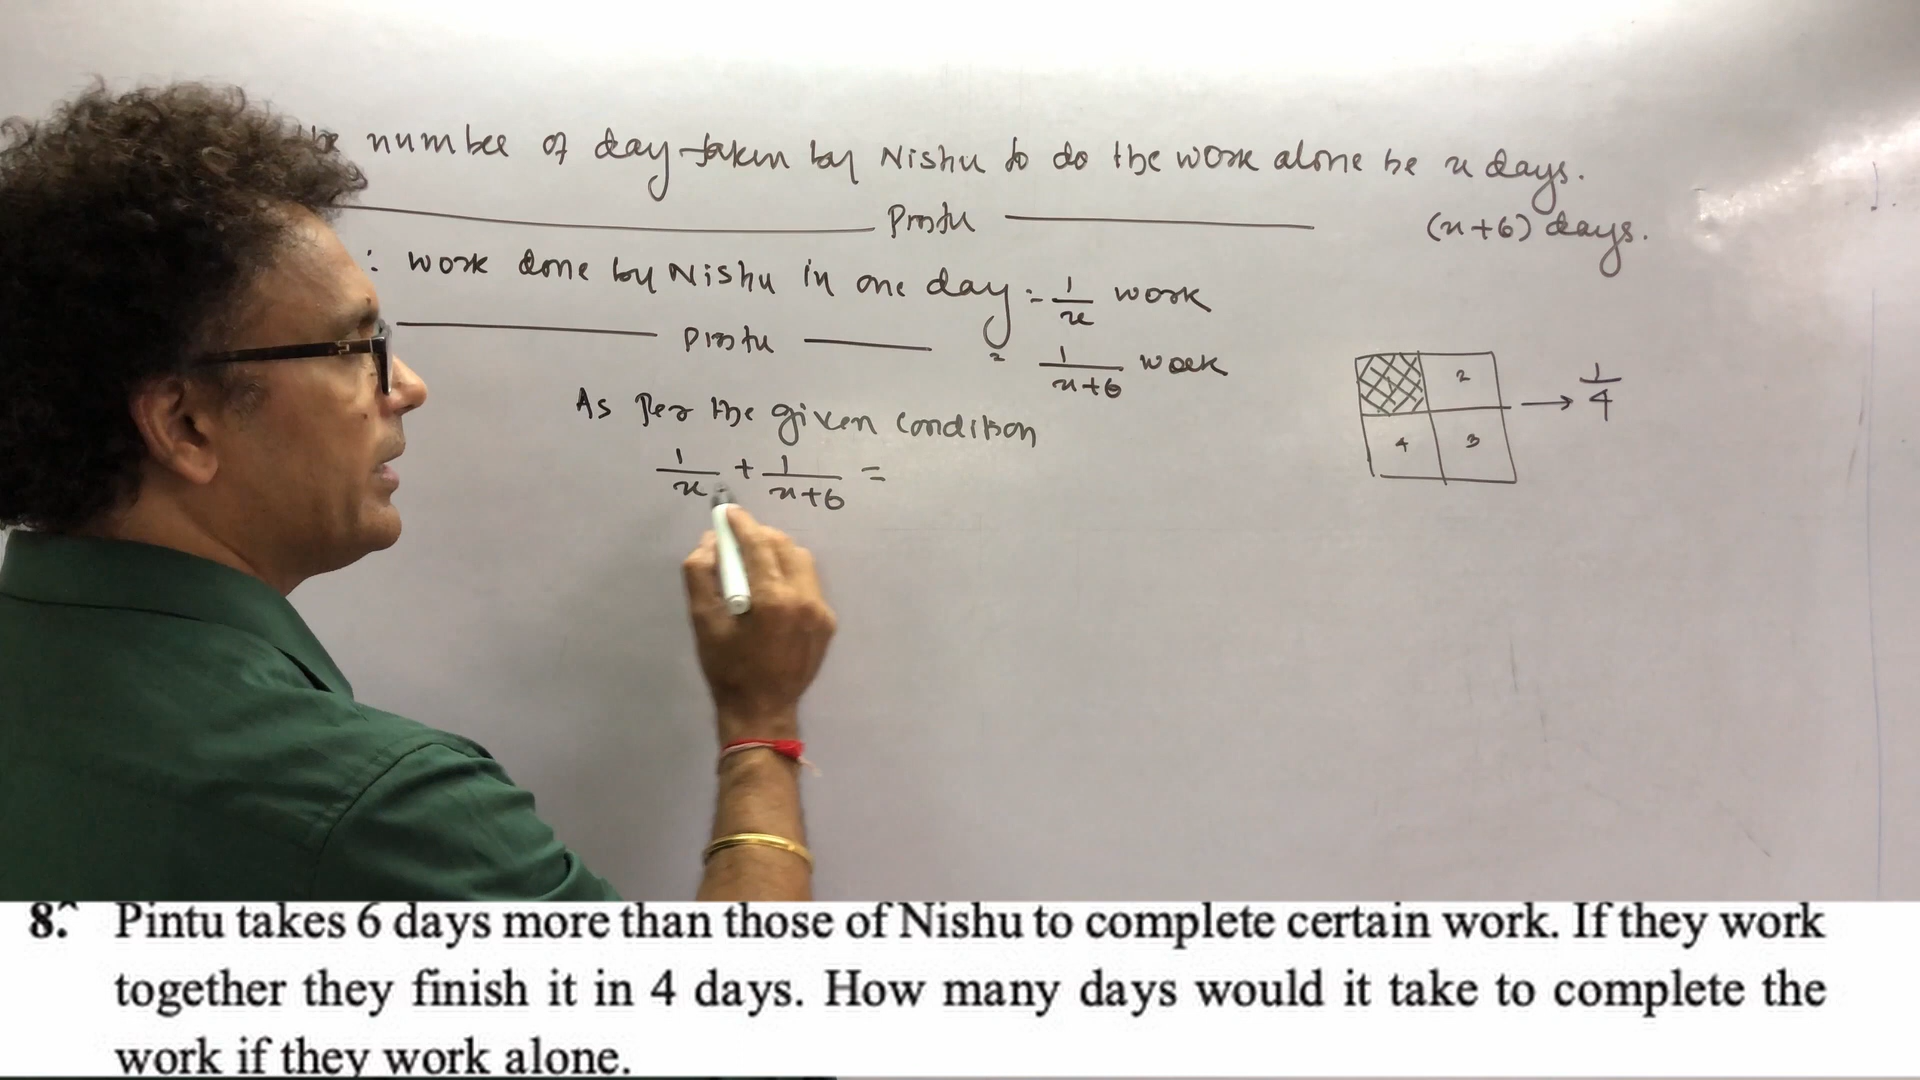 the number of day taken by Nishu to do the work alone be x days.
Pintu (x+6) days.
: work done by Nishu in one day = 1/x work
Pintu = 1/x+6 work
As per the given condition
1/x + 1/x+6 =
1 2
4 3
→ 1/4
8. Pintu takes 6 days more than those of Nishu to complete certain work. If they work
together they finish it in 4 days. How many days would it take to complete the
work if they work alone.